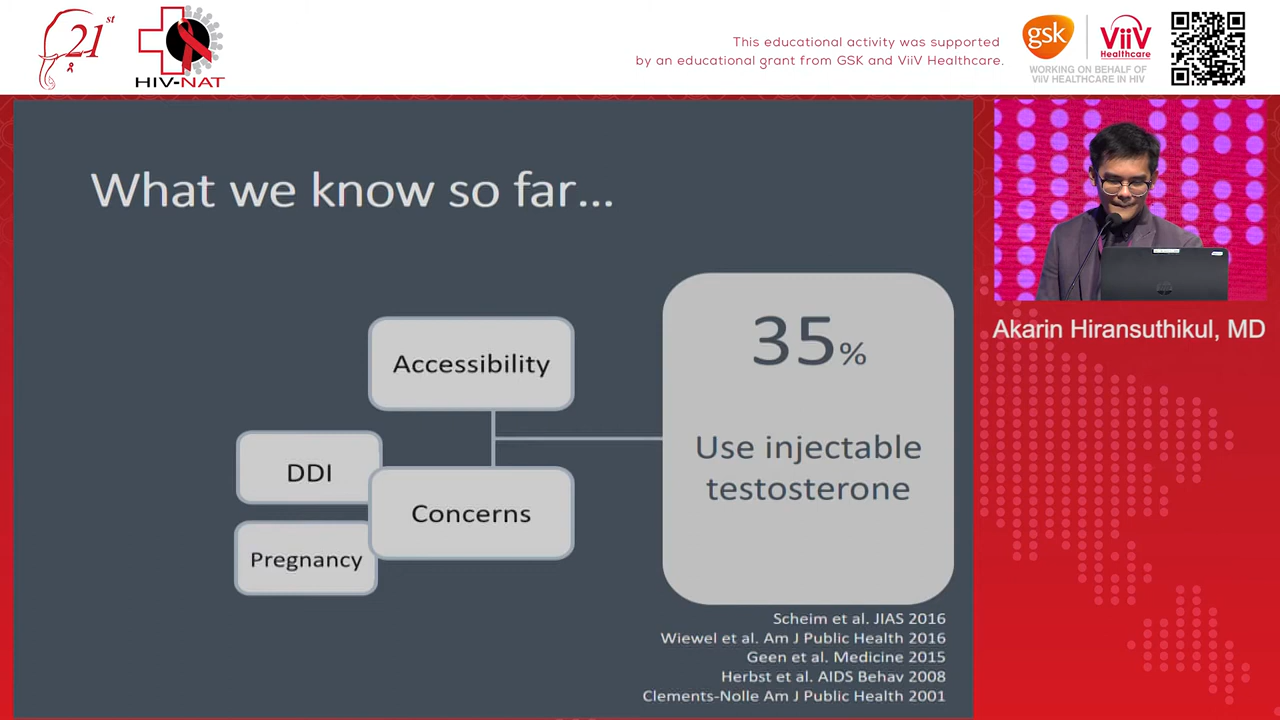 21st
HIV-NAT
This educational activity was supported
by an educational grant from GSK and ViiV Healthcare.
gsk
ViiV
Healthcare
WORKING ON BEHALF OF
VIIV HEALTHCARE IN HIV
What we know so far...
Accessibility
DDI
Concerns
Pregnancy
35%
Use injectable
testosterone
Scheim et al. JIAS 2016
Wiewel et al. Am J Public Health 2016
Geen et al. Medicine 2015
Herbst et al. AIDS Behav 2008
Clements-Nolle Am J Public Health 2001
Akarin Hiransuthikul, MD